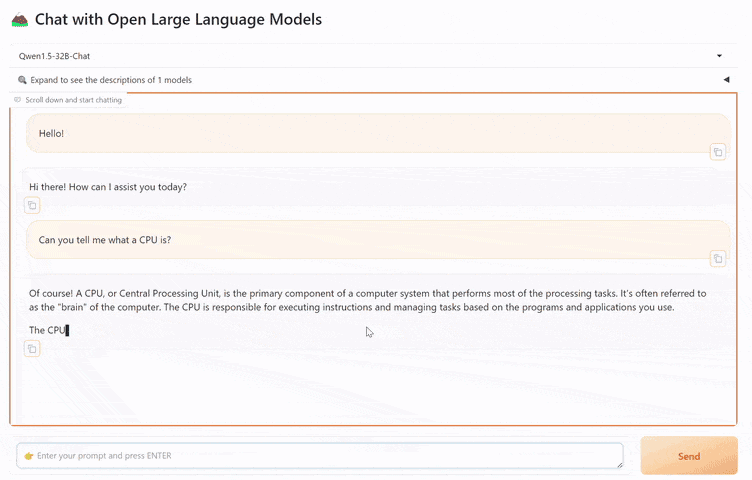 Chat with Open Large Language Models
Qwen1.5-32B-Chat
Expand to see the descriptions of 1 models
Scroll down and start chatting
Hello!
Hi there! How can I assist you today?
Can you tell me what a CPU is?
Of course! A CPU, or Central Processing Unit, is the primary component of a computer system that performs most of the processing tasks. It's often referred to
as the "brain" of the computer. The CPU is responsible for executing instructions and managing tasks based on the programs and applications you use.
The CPU
Enter your prompt and press ENTER
Send